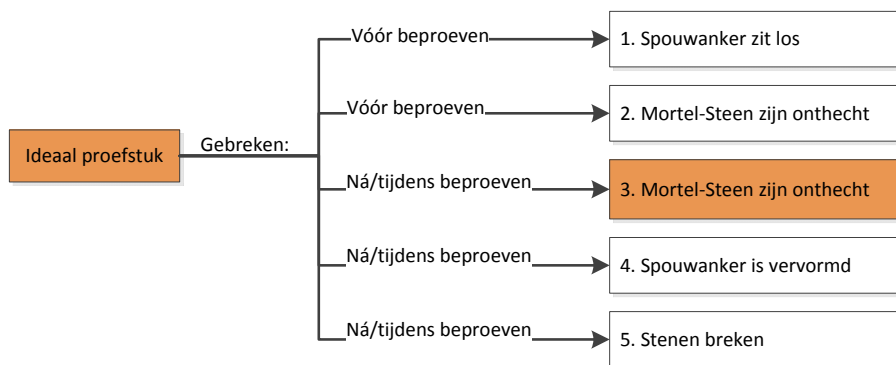 Vóór beproeven
1. Spouwanker zit los
Vóór beproeven
2. Mortel-Steen zijn onthecht
Ideaal proefstuk
Gebreken:
Ná/tijdens beproeven
3. Mortel-Steen zijn onthecht
Ná/tijdens beproeven
4. Spouwanker is vervormd
Ná/tijdens beproeven
5. Stenen breken